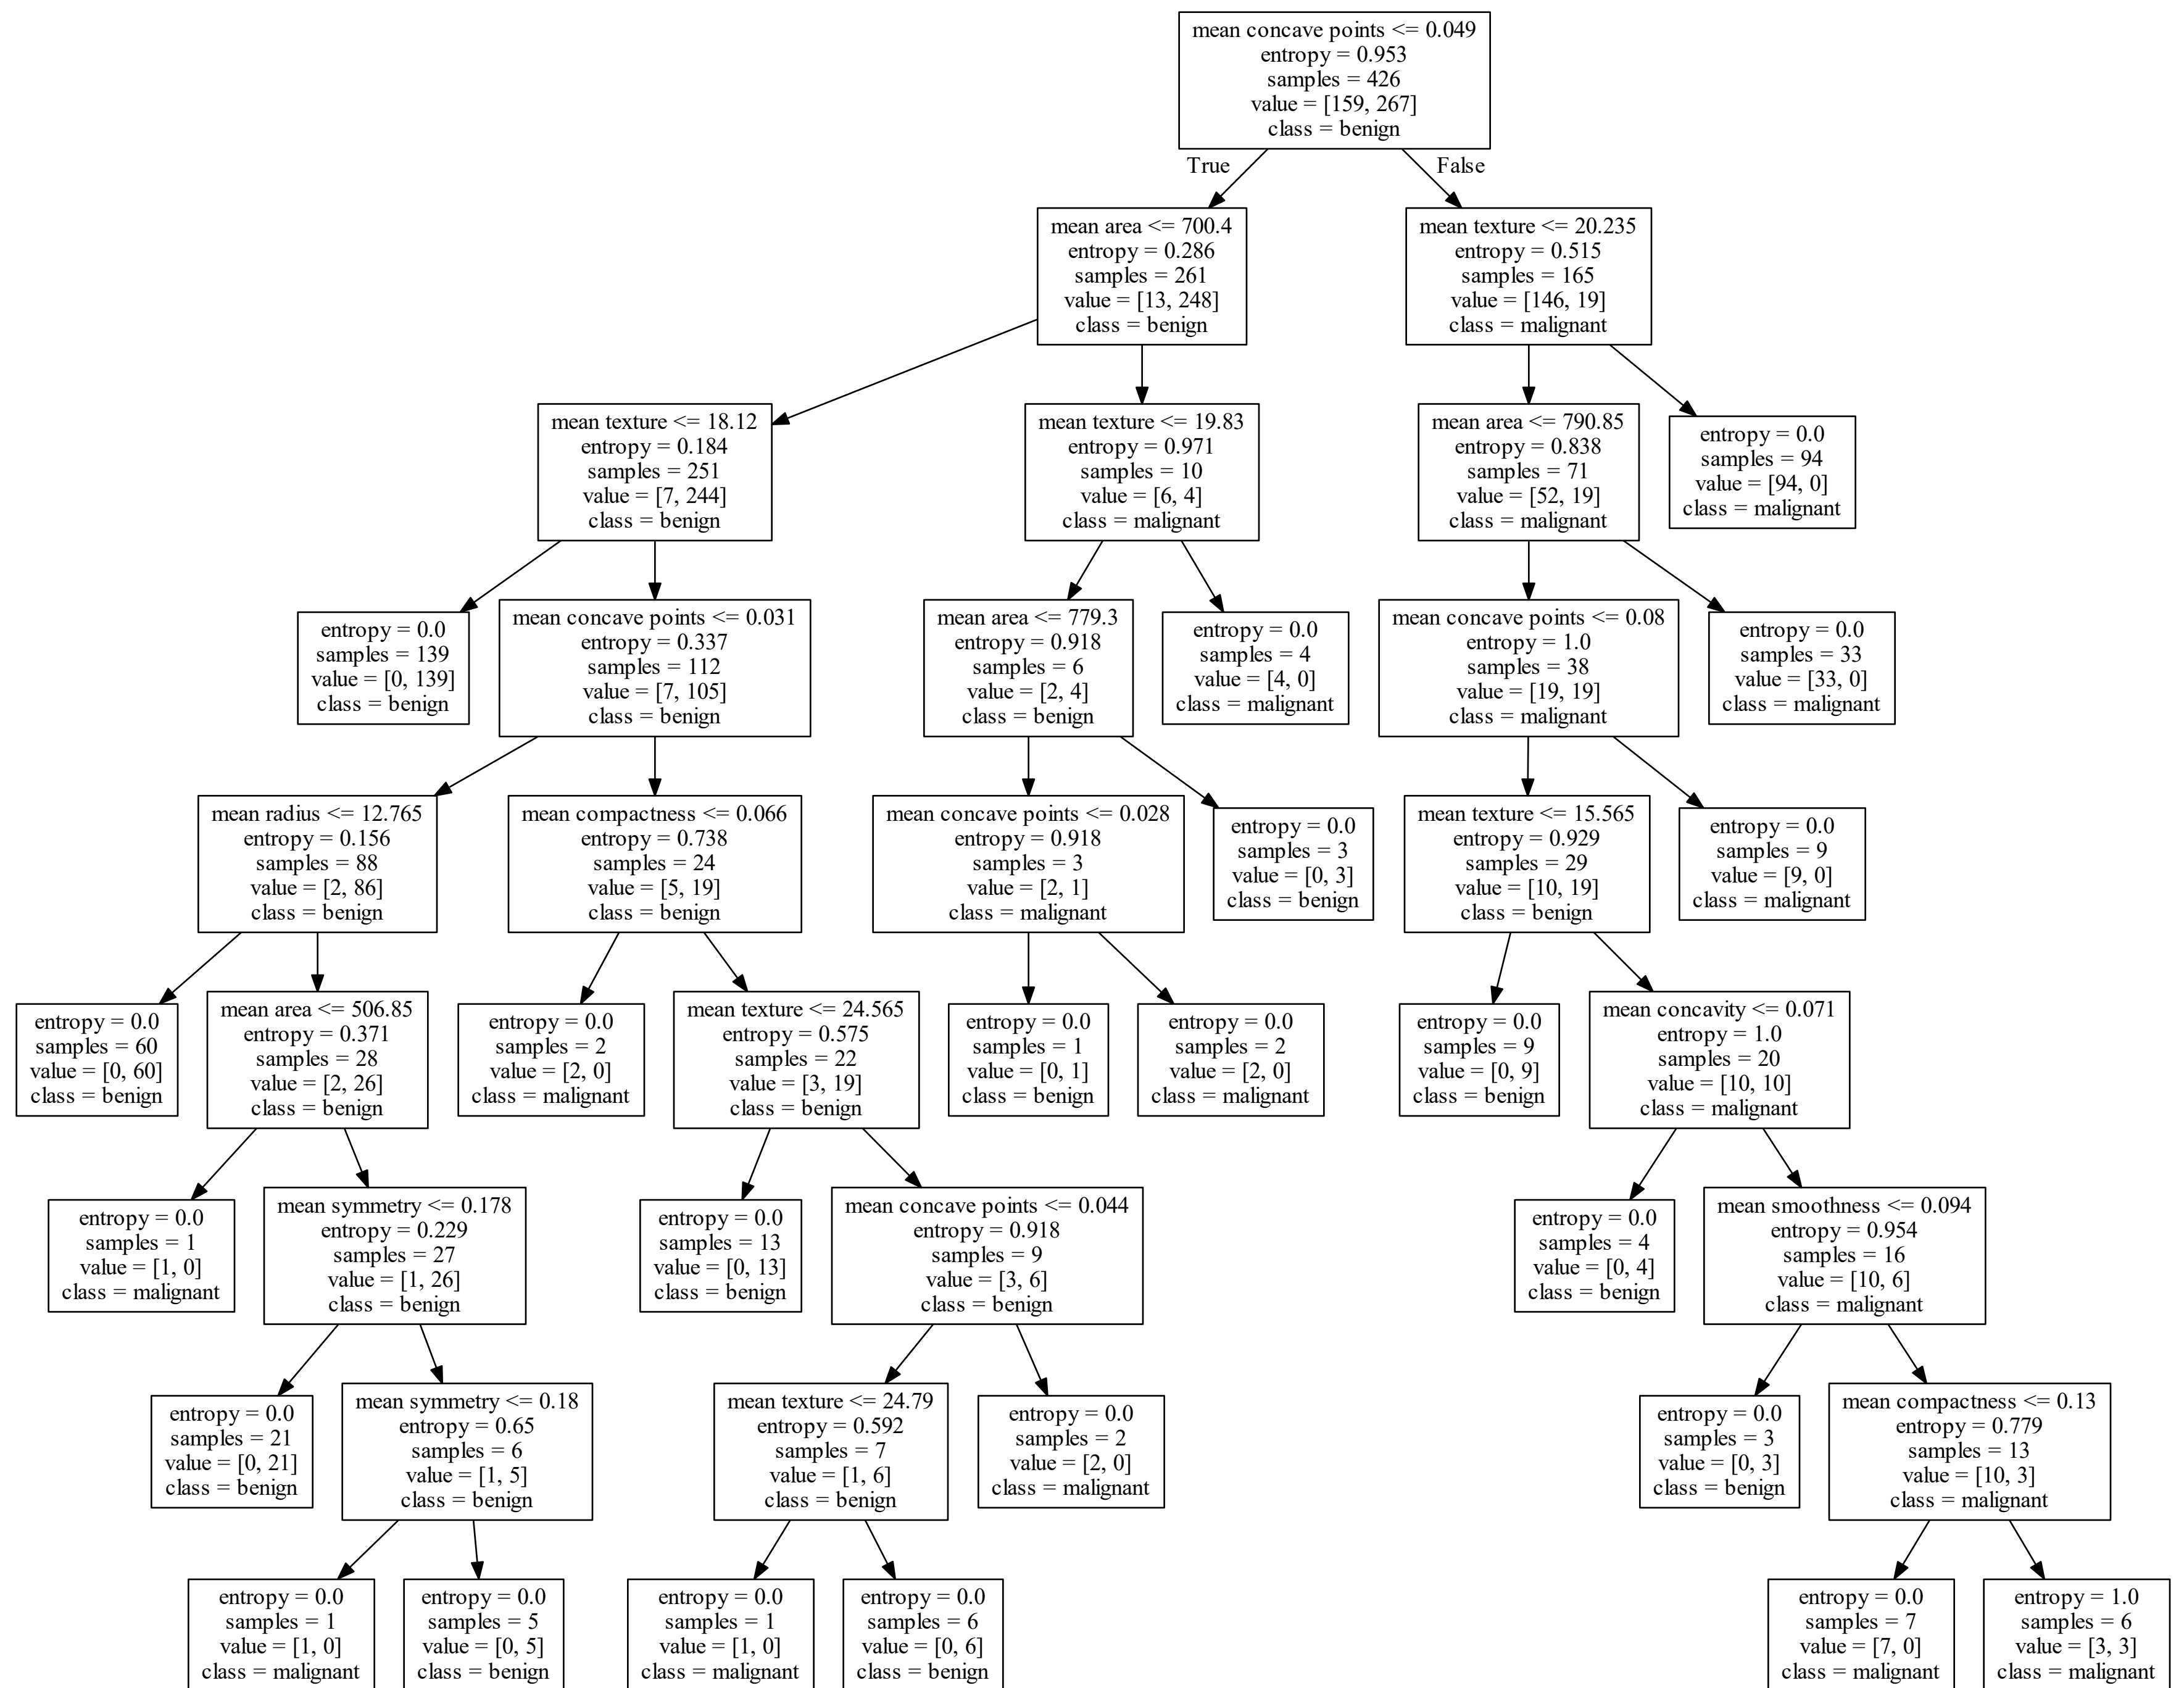 mean concave points <= 0.049
entropy = 0.953
samples = 426
value = [159, 267]
class = benign
True
False
mean area <= 700.4
entropy = 0.286
samples = 261
value = [13, 248]
class = benign
mean texture <= 20.235
entropy = 0.515
samples = 165
value = [146, 19]
class = malignant
mean texture <= 18.12
entropy = 0.184
samples = 251
value = [7, 244]
class = benign
mean texture <= 19.83
entropy = 0.971
samples = 10
value = [6, 4]
class = malignant
mean area <= 790.85
entropy = 0.838
samples = 71
value = [52, 19]
class = malignant
entropy = 0.0
samples = 94
value = [94, 0]
class = malignant
entropy = 0.0
samples = 139
value = [0, 139]
class = benign
mean concave points <= 0.031
entropy = 0.337
samples = 112
value = [7, 105]
class = benign
mean area <= 779.3
entropy = 0.918
samples = 6
value = [2, 4]
class = benign
entropy = 0.0
samples = 4
value = [4, 0]
class = malignant
mean concave points <= 0.08
entropy = 1.0
samples = 38
value = [19, 19]
class = malignant
entropy = 0.0
samples = 33
value = [33, 0]
class = malignant
mean radius <= 12.765
entropy = 0.156
samples = 88
value = [2, 86]
class = benign
mean compactness <= 0.066
entropy = 0.738
samples = 24
value = [5, 19]
class = benign
mean concave points <= 0.028
entropy = 0.918
samples = 3
value = [2, 1]
class = malignant
entropy = 0.0
samples = 3
value = [0, 3]
class = benign
mean texture <= 15.565
entropy = 0.929
samples = 29
value = [10, 19]
class = benign
entropy = 0.0
samples = 9
value = [9, 0]
class = malignant
entropy = 0.0
samples = 60
value = [0, 60]
class = benign
mean area <= 506.85
entropy = 0.371
samples = 28
value = [2, 26]
class = benign
entropy = 0.0
samples = 2
value = [2, 0]
class = malignant
mean texture <= 24.565
entropy = 0.575
samples = 22
value = [3, 19]
class = benign
entropy = 0.0
samples = 1
value = [0, 1]
class = benign
entropy = 0.0
samples = 2
value = [2, 0]
class = malignant
entropy = 0.0
samples = 9
value = [0, 9]
class = benign
mean concavity <= 0.071
entropy = 1.0
samples = 20
value = [10, 10]
class = malignant
entropy = 0.0
samples = 1
value = [1, 0]
class = malignant
mean symmetry <= 0.178
entropy = 0.229
samples = 27
value = [1, 26]
class = benign
entropy = 0.0
samples = 13
value = [0, 13]
class = benign
mean concave points <= 0.044
entropy = 0.918
samples = 9
value = [3, 6]
class = benign
entropy = 0.0
samples = 4
value = [0, 4]
class = benign
mean smoothness <= 0.094
entropy = 0.954
samples = 16
value = [10, 6]
class = malignant
entropy = 0.0
samples = 21
value = [0, 21]
class = benign
mean symmetry <= 0.18
entropy = 0.65
samples = 6
value = [1, 5]
class = benign
mean texture <= 24.79
entropy = 0.592
samples = 7
value = [1, 6]
class = benign
entropy = 0.0
samples = 2
value = [2, 0]
class = malignant
entropy = 0.0
samples = 3
value = [0, 3]
class = benign
mean compactness <= 0.13
entropy = 0.779
samples = 13
value = [10, 3]
class = malignant
entropy = 0.0
samples = 1
value = [1, 0]
class = malignant
entropy = 0.0
samples = 5
value = [0, 5]
class = benign
entropy = 0.0
samples = 1
value = [1, 0]
class = malignant
entropy = 0.0
samples = 6
value = [0, 6]
class = benign
entropy = 0.0
samples = 7
value = [7, 0]
class = malignant
entropy = 1.0
samples = 6
value = [3, 3]
class = malignant